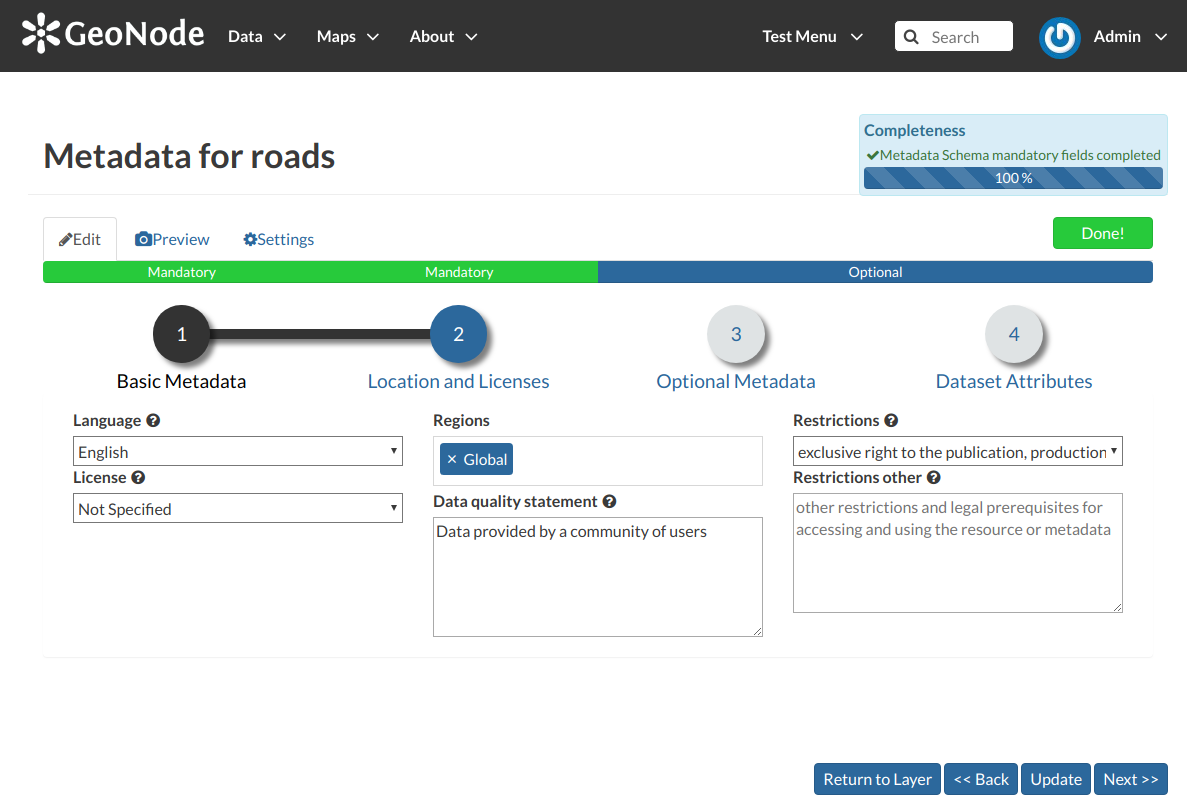 GeoNode Data Maps About Test Menu Search Admin
Metadata for roads
Completeness
Metadata Schema mandatory fields completed
100 %
Edit Preview Settings Done!
Mandatory Mandatory Optional
1 2 3 4
Basic Metadata Location and Licenses Optional Metadata Dataset Attributes
Language
English
License
Not Specified
Regions
× Global
Data quality statement
Data provided by a community of users
Restrictions
exclusive right to the publication, production
Restrictions other
other restrictions and legal prerequisites for
accessing and using the resource or metadata
Return to Layer << Back Update Next >>